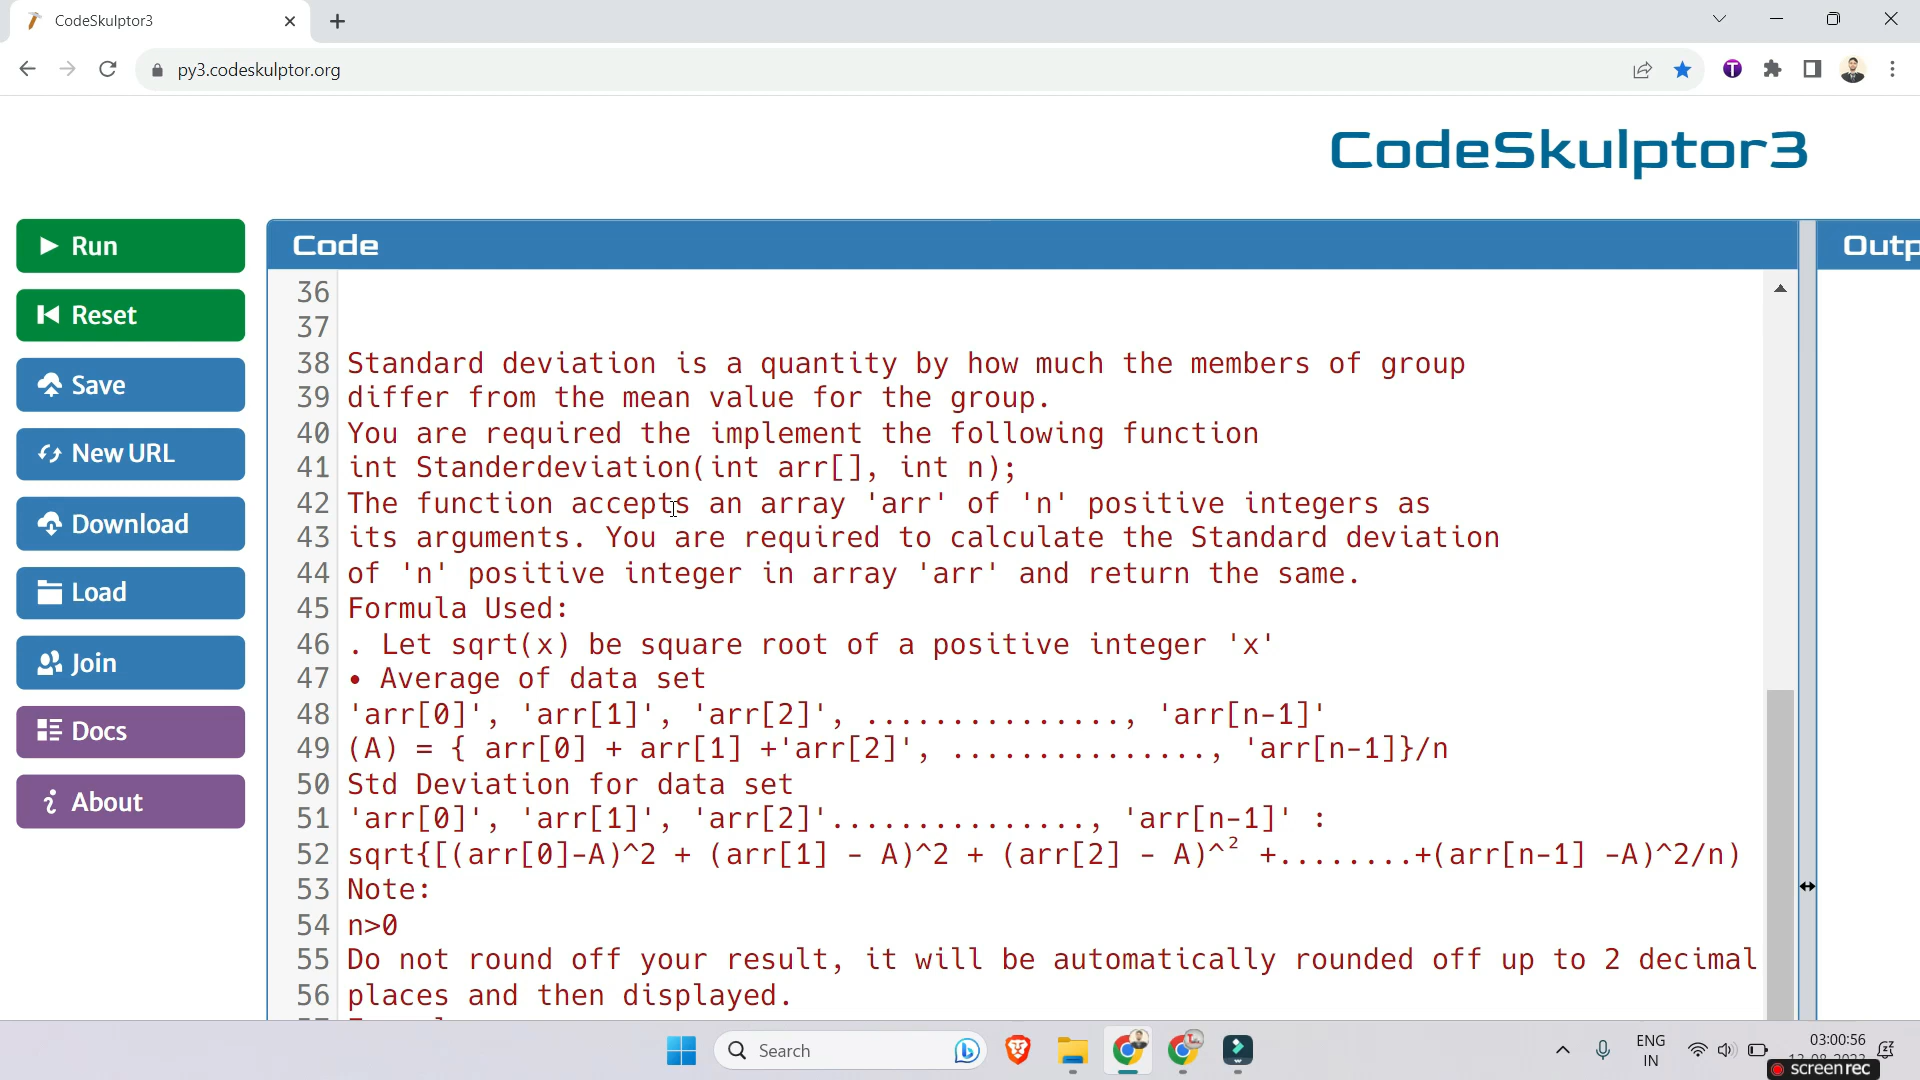 CodeSkulptor3
py3.codeskulptor.org
CodeSkulptor3
Run
Reset
Save
New URL
Download
Load
Join
Docs
About
Code
Outp
36
37
38 Standard deviation is a quantity by how much the members of group
39 differ from the mean value for the group.
40 You are required the implement the following function
41 int Standerdeviation(int arr[], int n);
42 The function accepts an array 'arr' of 'n' positive integers as
43 its arguments. You are required to calculate the Standard deviation
44 of 'n' positive integer in array 'arr' and return the same.
45 Formula Used:
46 . Let sqrt(x) be square root of a positive integer 'x'
47 • Average of data set
48 'arr[0]', 'arr[1]', 'arr[2]', ..............., 'arr[n-1]'
49 (A) = { arr[0] + arr[1] +'arr[2]', ..............., 'arr[n-1]}/n
50 Std Deviation for data set
51 'arr[0]', 'arr[1]', 'arr[2]'..............., 'arr[n-1]' :
52 sqrt{[(arr[0]-A)^2 + (arr[1] - A)^2 + (arr[2] - A)^² +........+(arr[n-1] -A)^2/n)
53 Note:
54 n>0
55 Do not round off your result, it will be automatically rounded off up to 2 decimal
56 places and then displayed.
Search
ENG
IN
03:00:56
screenrec